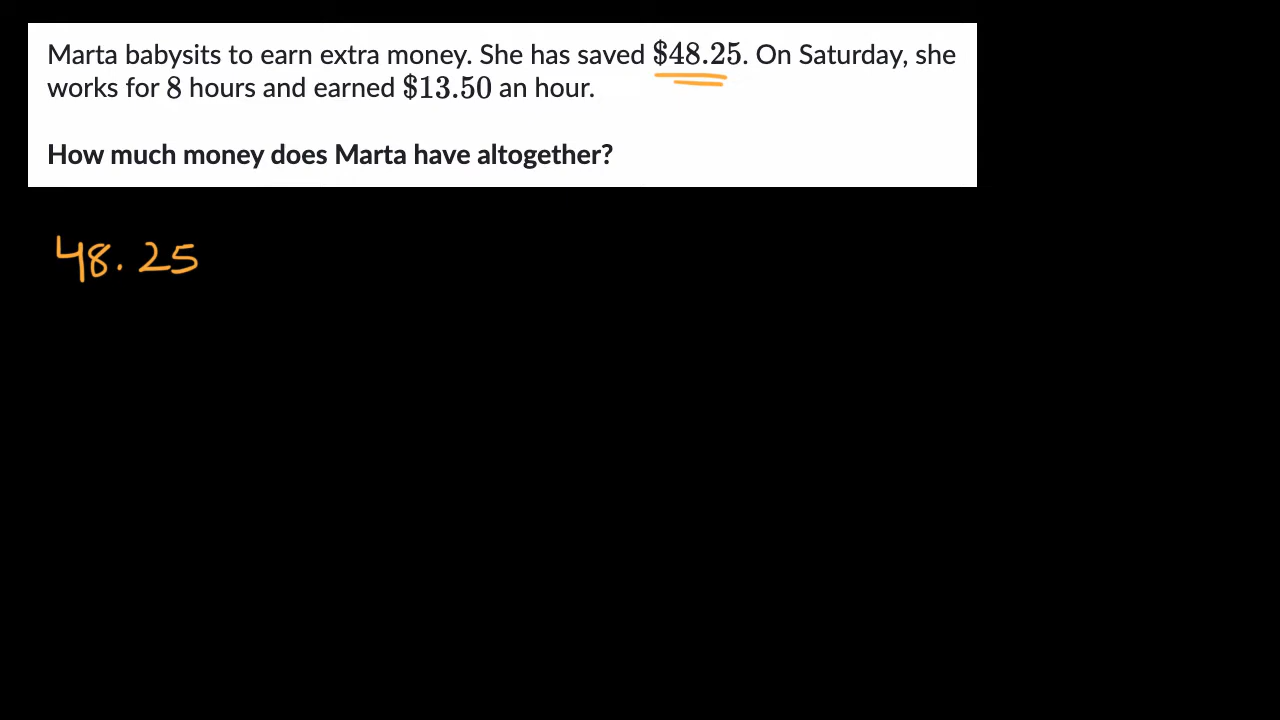 Marta babysits to earn extra money. She has saved $48.25. On Saturday, she
works for 8 hours and earned $13.50 an hour.
How much money does Marta have altogether?
48.25